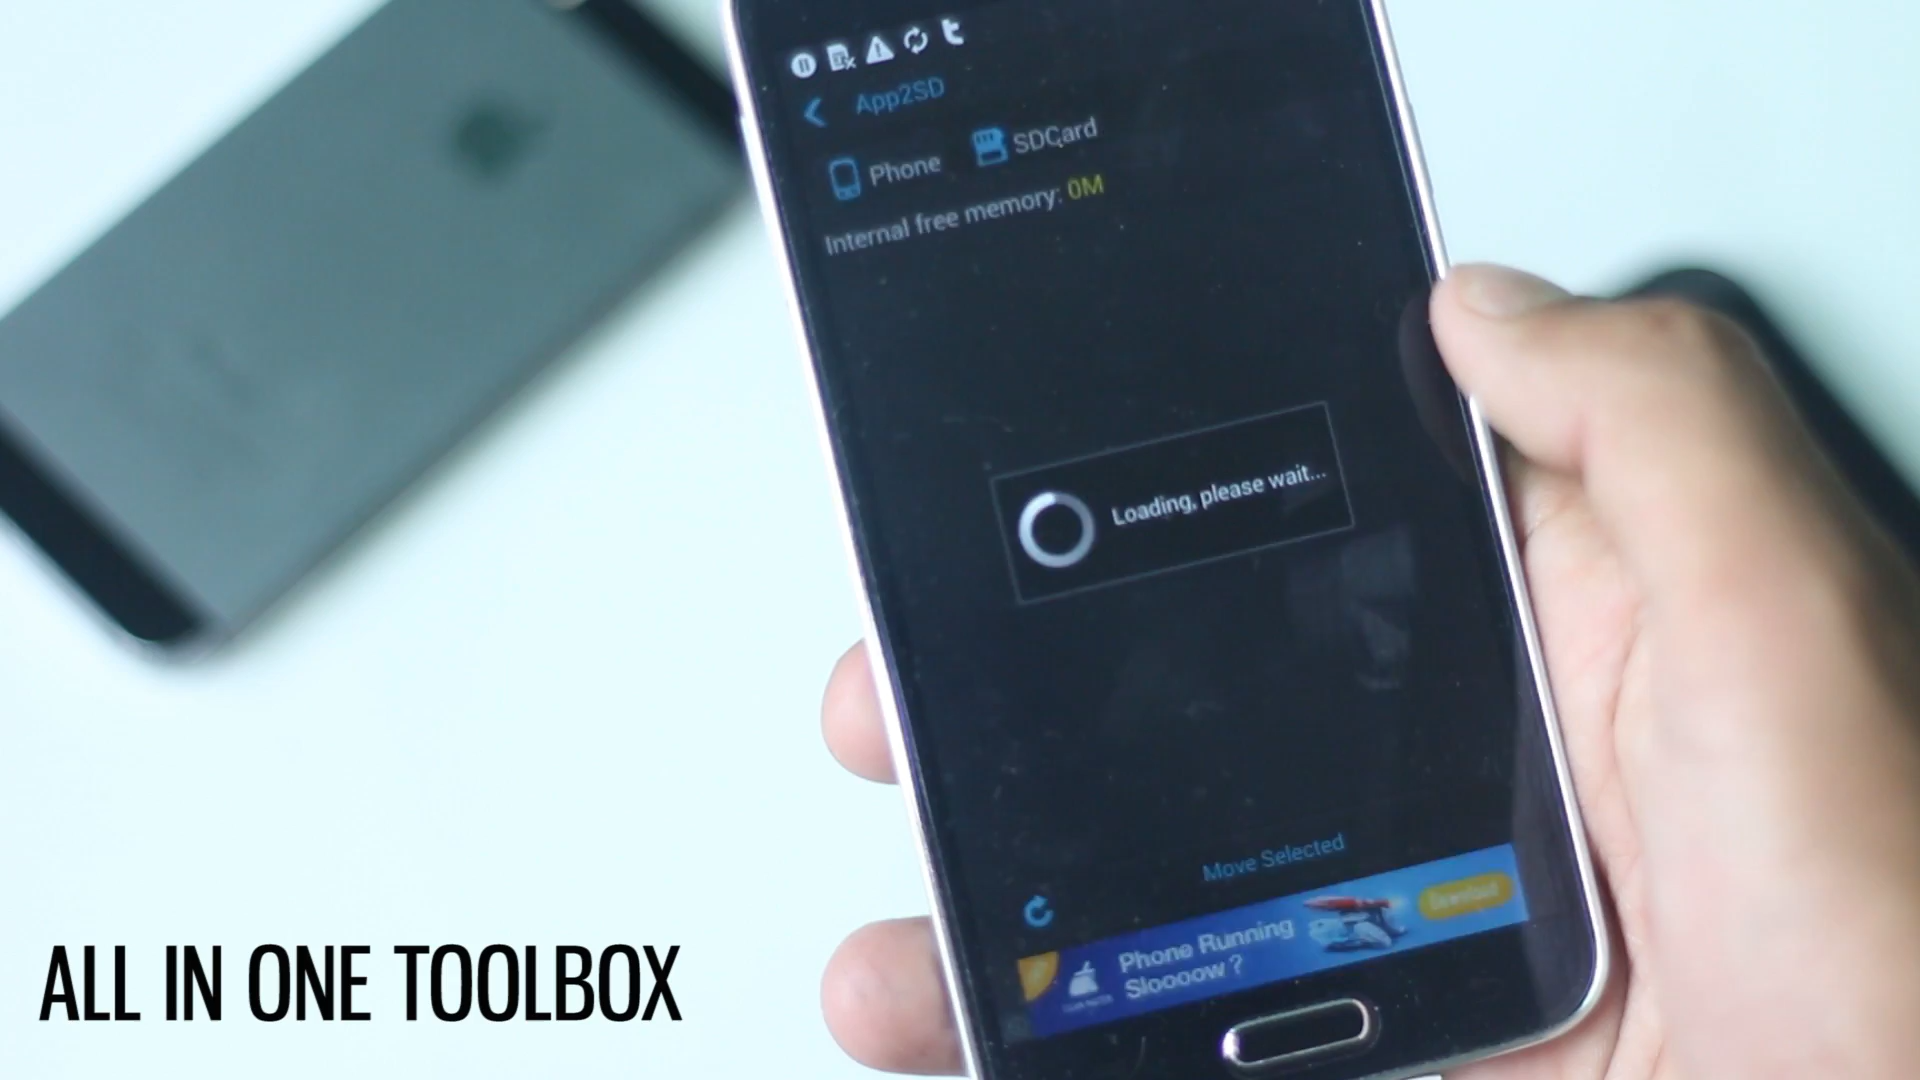 App2SD
Phone
SDCard
Internal free memory: 0M
Loading, please wait...
Move Selected
Phone Running
Sloooow ?
Download
ALL IN ONE TOOLBOX